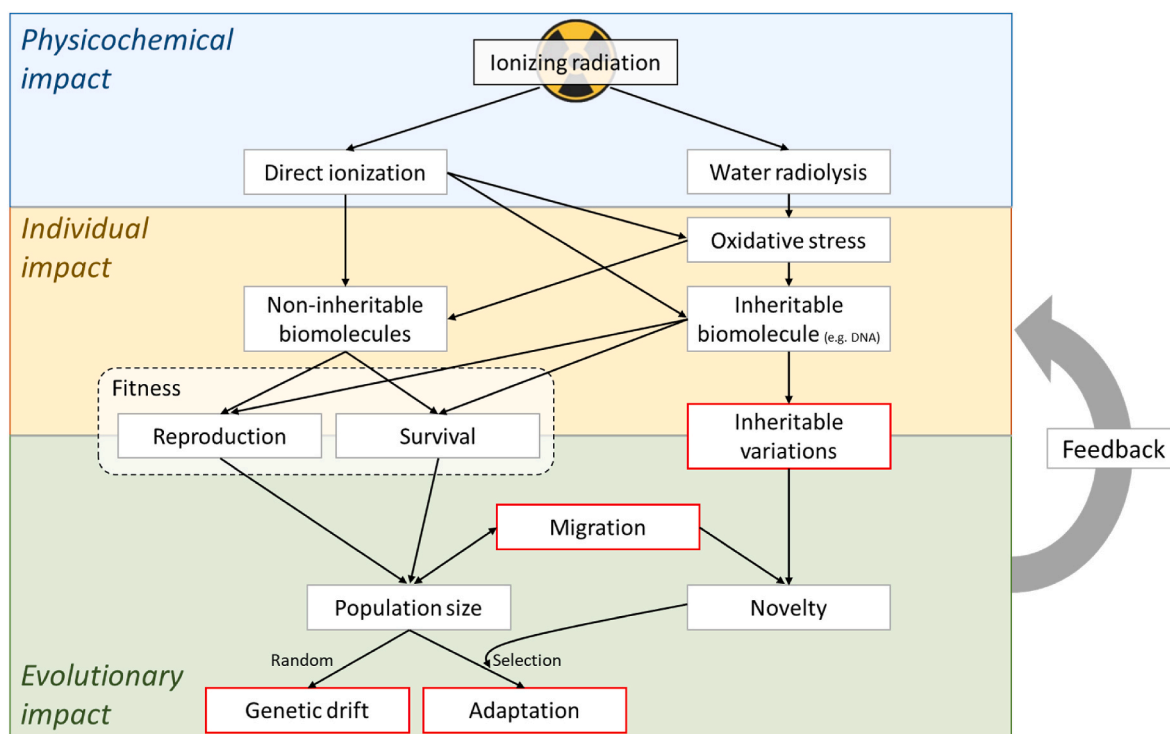 Physicochemical
impact
Ionizing radiation
Direct ionization
Water radiolysis
Individual
impact
Oxidative stress
Non-inheritable
biomolecules
Inheritable
biomolecule (e.g. DNA)
Fitness
Reproduction
Survival
Inheritable
variations
Feedback
Migration
Population size
Novelty
Random
Selection
Evolutionary
impact
Genetic drift
Adaptation